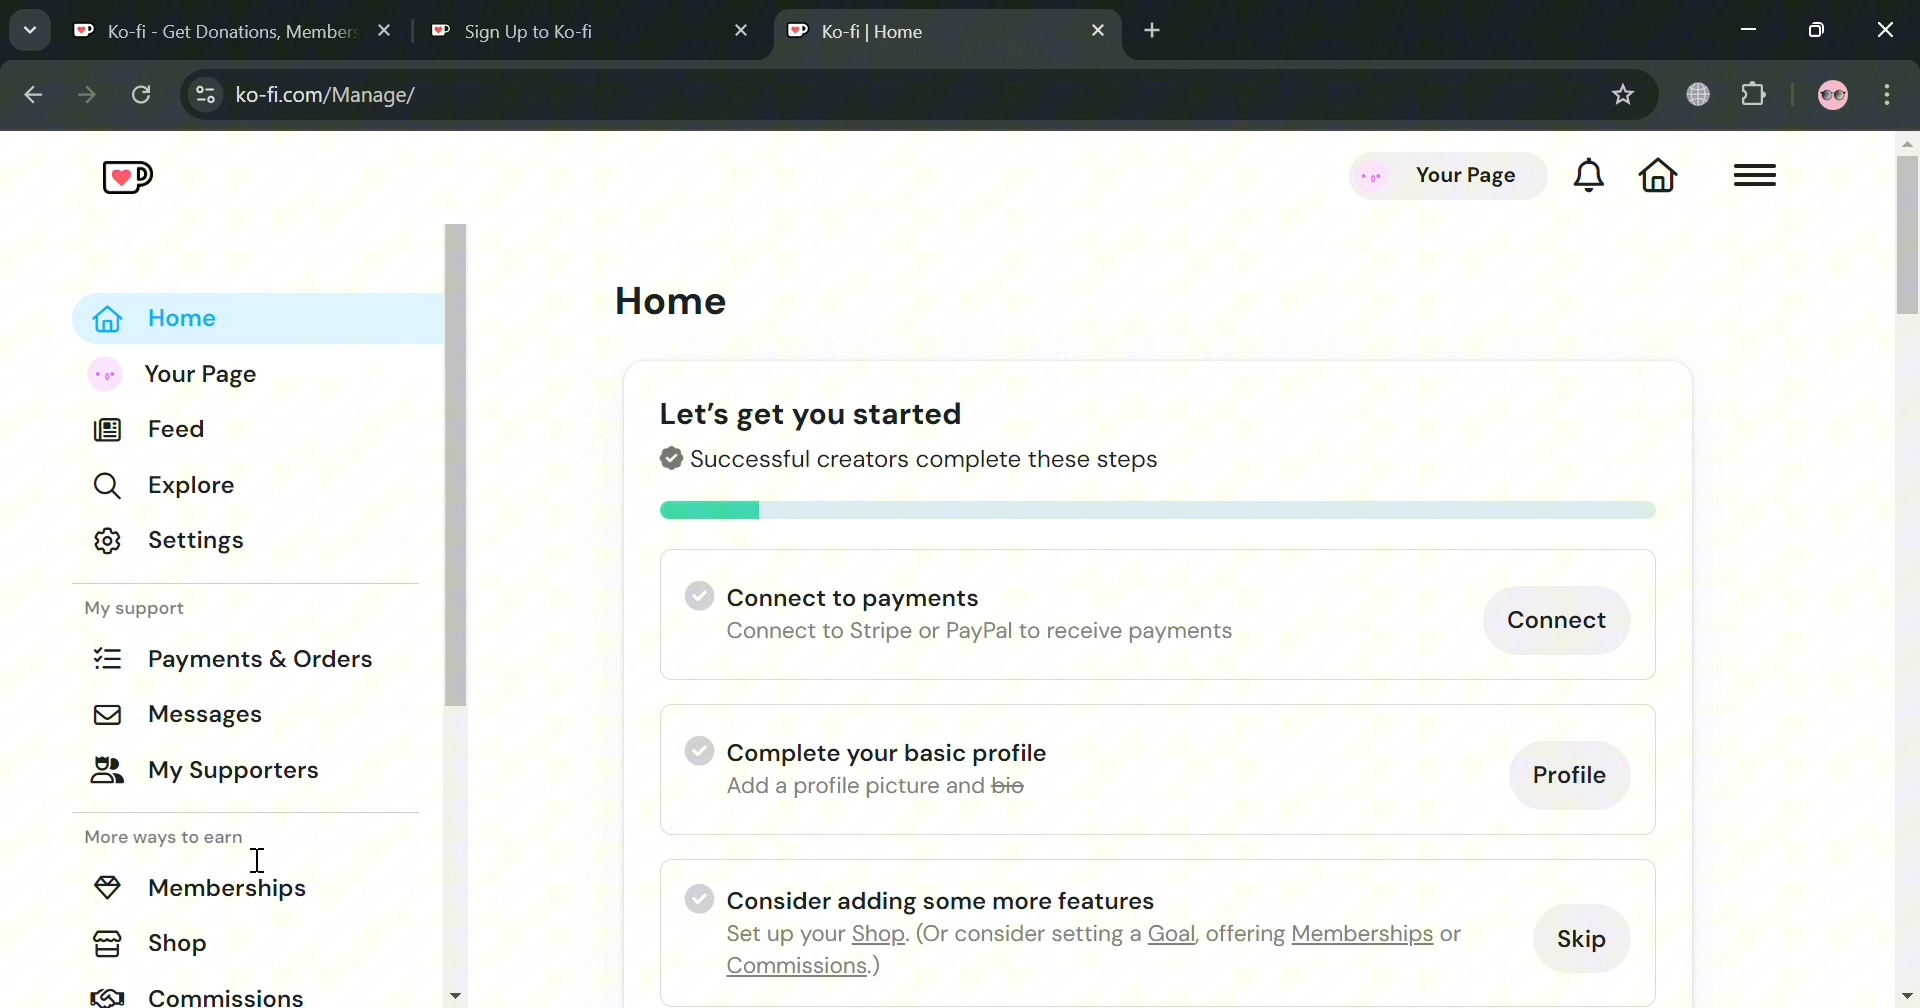 Ko-fi - Get Donations, Members
Sign Up to Ko-fi
Ko-fi | Home
ko-fi.com/Manage/
Your Page
Home
Your Page
Feed
Explore
Settings
My support
Payments & Orders
Messages
My Supporters
More ways to earn
Memberships
Shop
Commissions
Home
Let's get you started
Successful creators complete these steps
Connect to payments
Connect to Stripe or PayPal to receive payments
Connect
Complete your basic profile
Add a profile picture and bio
Profile
Consider adding some more features
Set up your Shop. (Or consider setting a Goal, offering Memberships or
Commissions.)
Skip